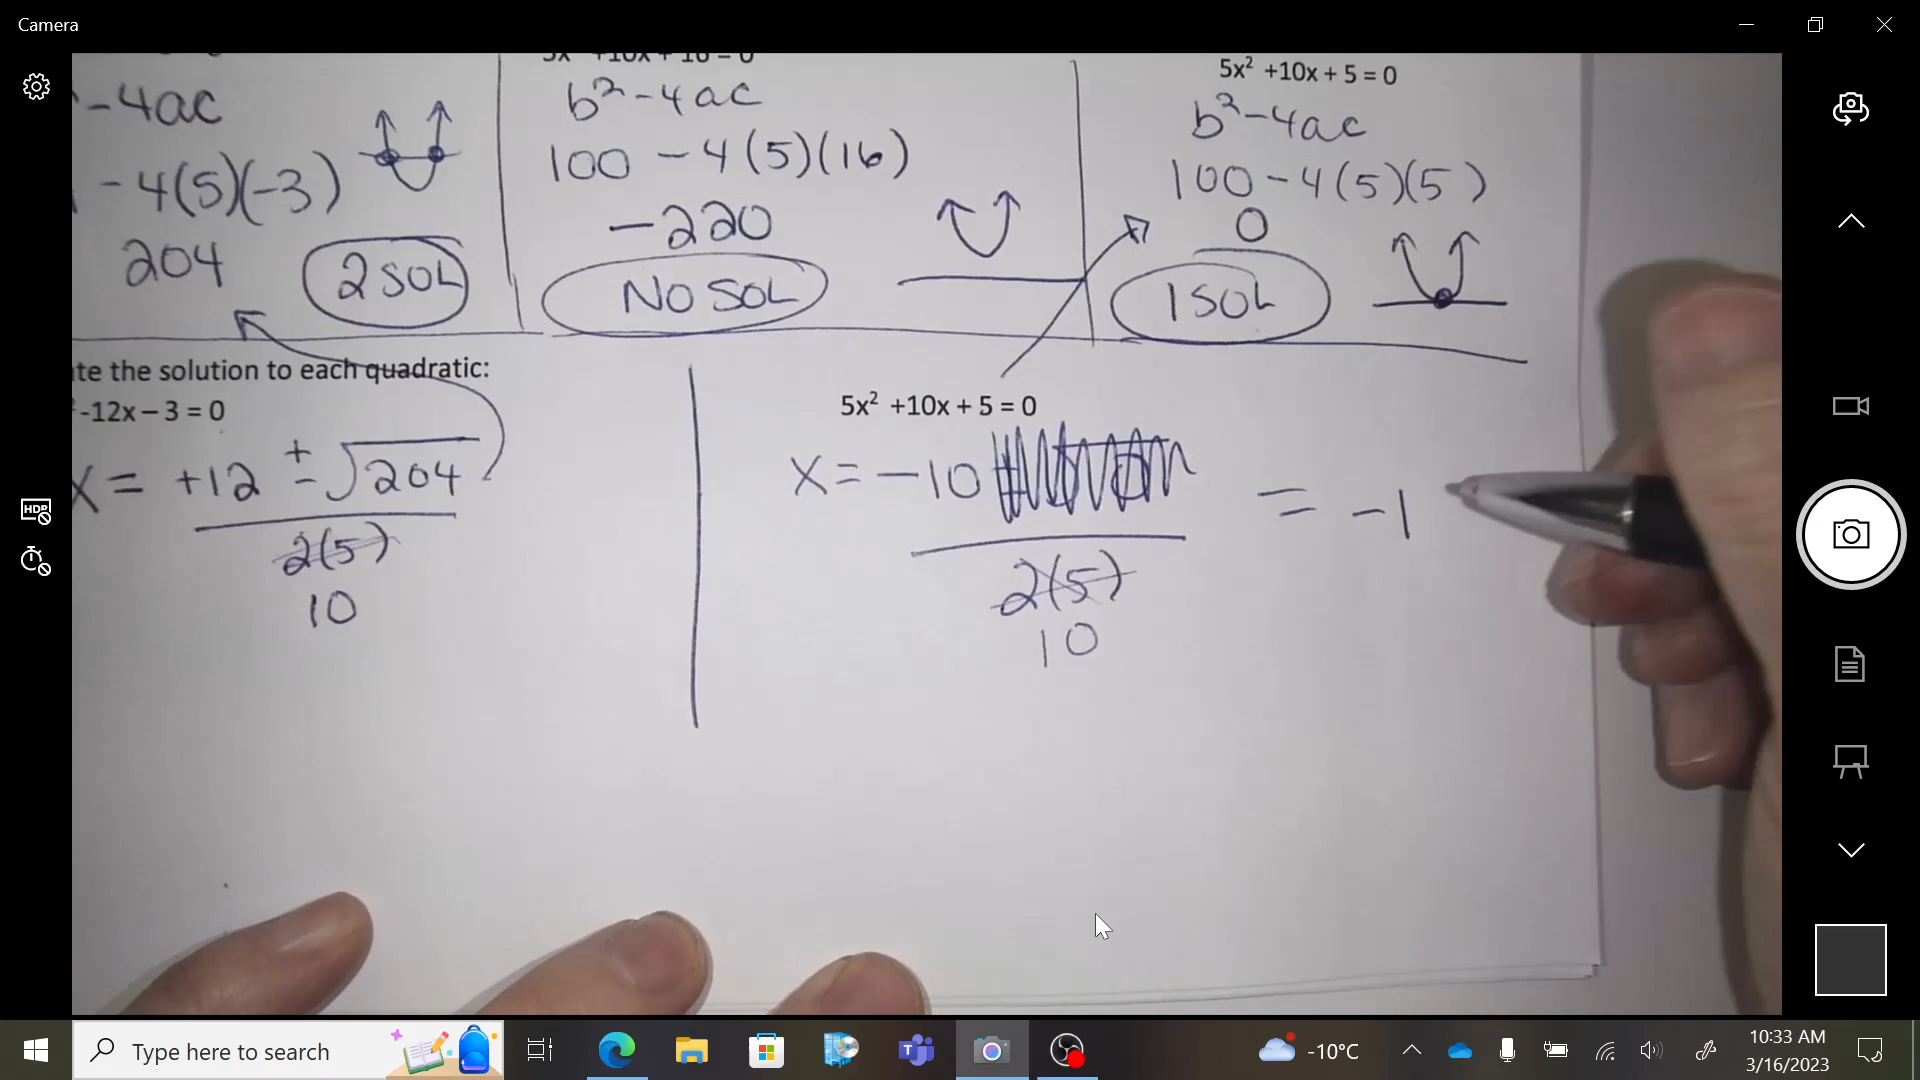 Camera
- 4ac
- 4(5)(-3)
204
2 SOL
b² - 4ac
100 - 4(5)(16)
-220
NO SOL
5x² +10x + 5 = 0
b² - 4ac
100 - 4(5)(5)
0
1 SOL
te the solution to each quadratic:
-12x – 3 = 0
x = +12 ± √204
2(5)
10
5x² +10x + 5 = 0
x = -10
2(5)
10
= -1
HDR
Type here to search
-10°C
10:33 AM
3/16/2023